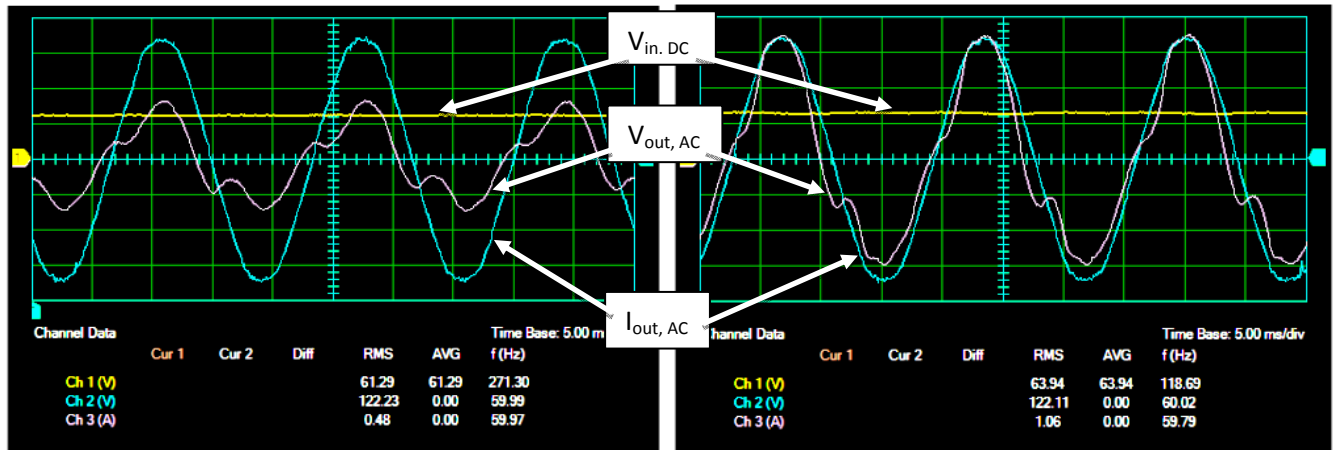 V in. DC
V out, AC
I out, AC
Channel Data
Time Base: 5.00 m
Cur 1 Cur 2 Diff RMS AVG f (Hz)
Ch 1 (V) 61.29 61.29 271.30
Ch 2 (V) 122.23 0.00 59.99
Ch 3 (A) 0.48 0.00 59.97
Channel Data
Time Base: 5.00 ms/div
Cur 1 Cur 2 Diff RMS AVG f (Hz)
Ch 1 (V) 63.94 63.94 118.69
Ch 2 (V) 122.11 0.00 60.02
Ch 3 (A) 1.06 0.00 59.79